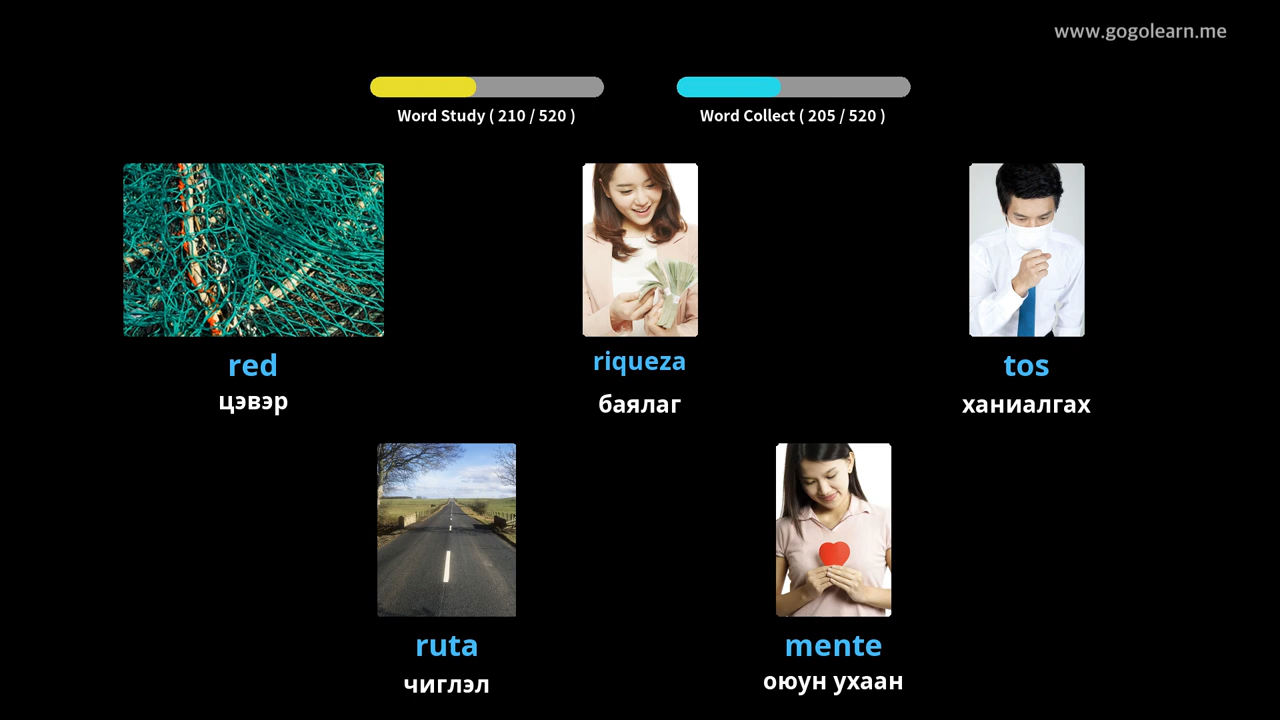 www.gogolearn.me
Word Study ( 210 / 520 )
Word Collect ( 205 / 520 )
red
цэвэр
riqueza
баялаг
tos
ханиалгах
ruta
чиглэл
mente
оюун ухаан